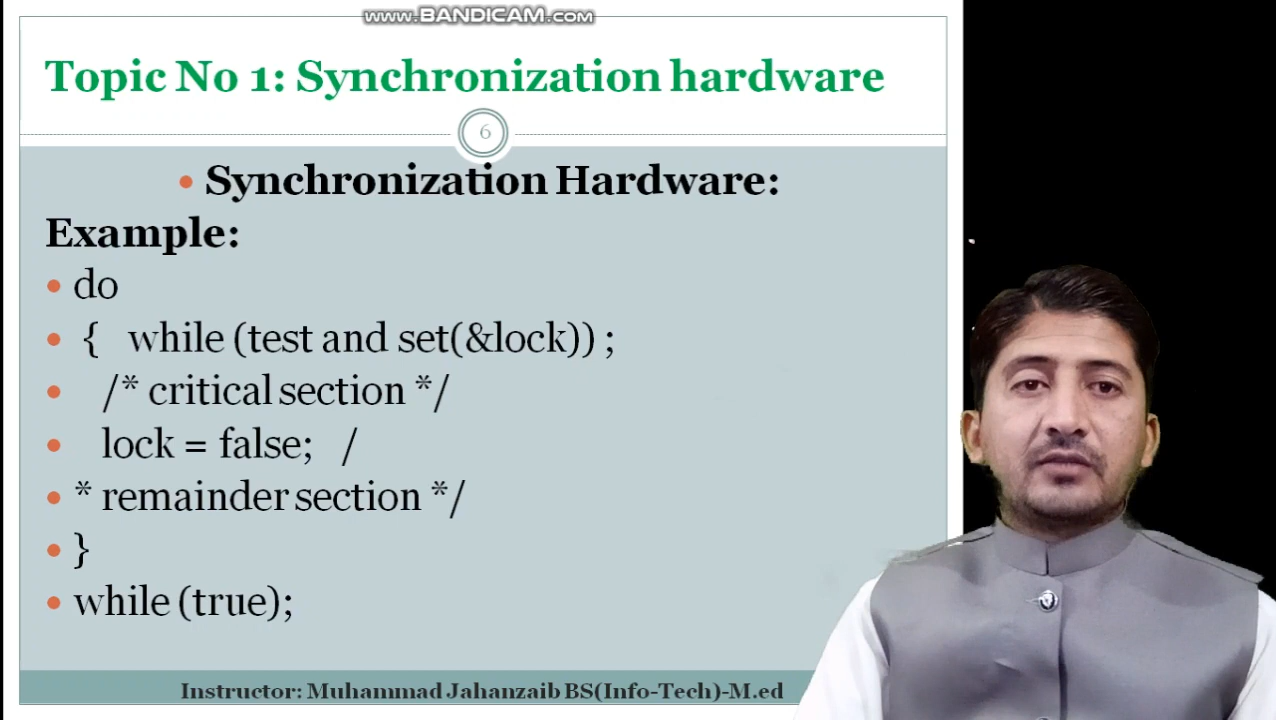 www.BANDICAM.com
Topic No 1: Synchronization hardware
6
• Synchronization Hardware:
Example:
• do
• { while (test and set(&lock)) ;
• /* critical section */
• lock = false; /
• * remainder section */
• }
• while (true);
Instructor: Muhammad Jahanzaib BS(Info-Tech)-M.ed